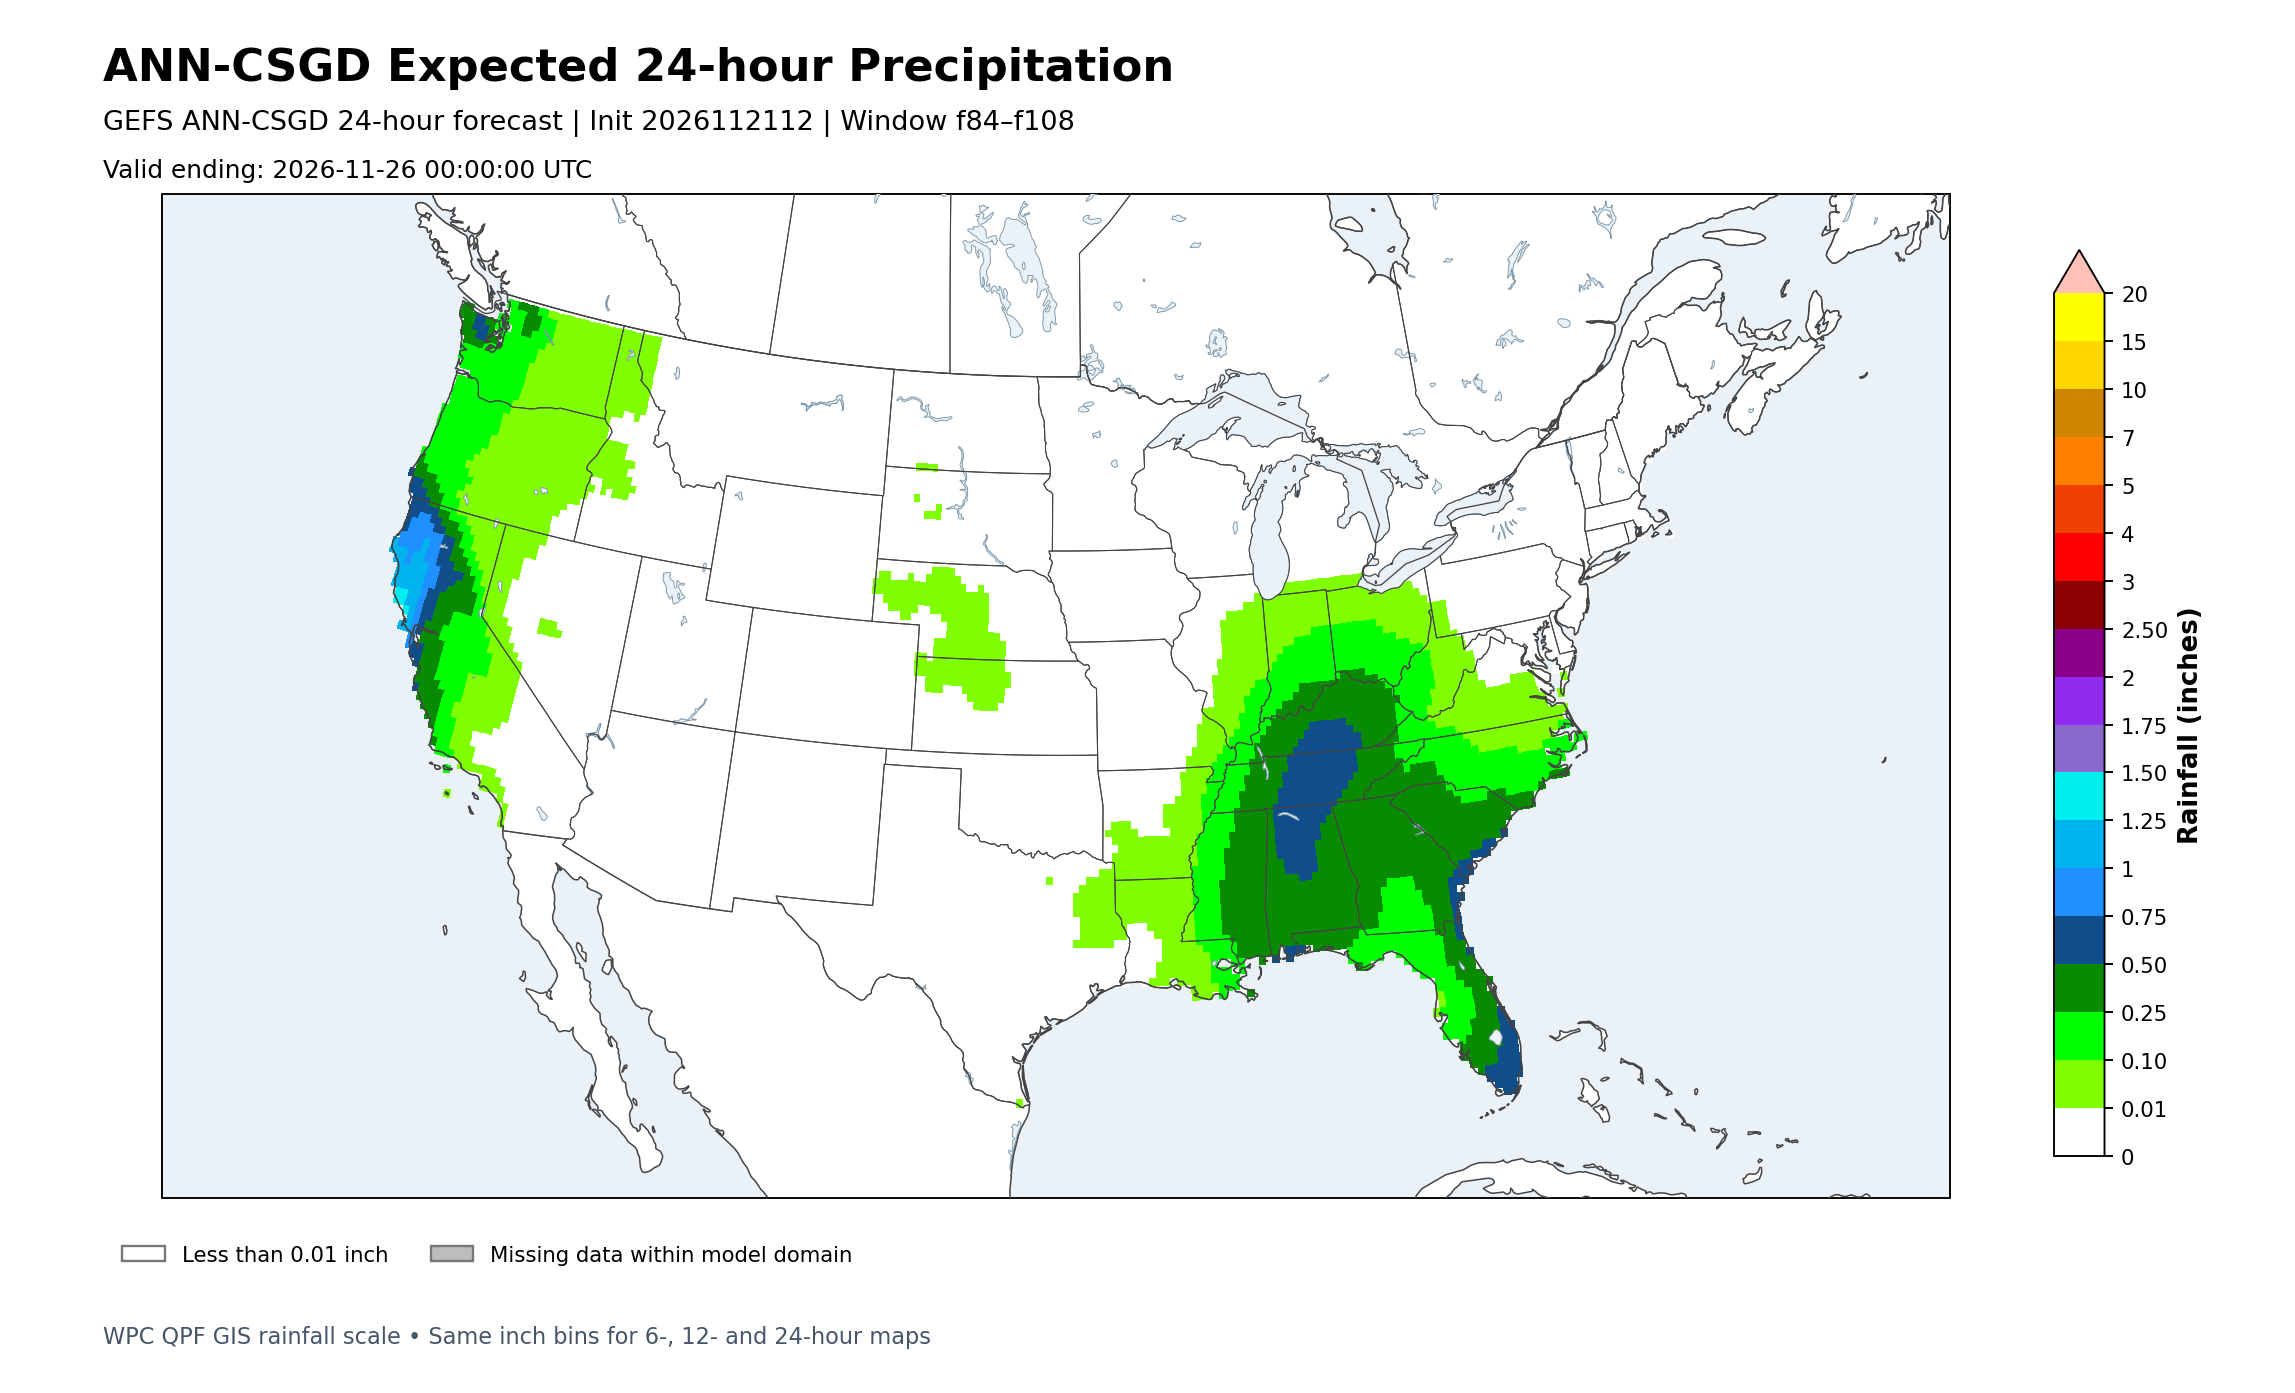 ANN-CSGD Expected 24-hour Precipitation
GEFS ANN-CSGD 24-hour forecast | Init 2026112112 | Window f84–f108
Valid ending: 2026-11-26 00:00:00 UTC
20
15
10
7
5
4
3
2.50
2
1.75
1.50
1.25
1
0.75
0.50
0.25
0.10
0.01
0
Rainfall (inches)
Less than 0.01 inch
Missing data within model domain
WPC QPF GIS rainfall scale • Same inch bins for 6-, 12- and 24-hour maps